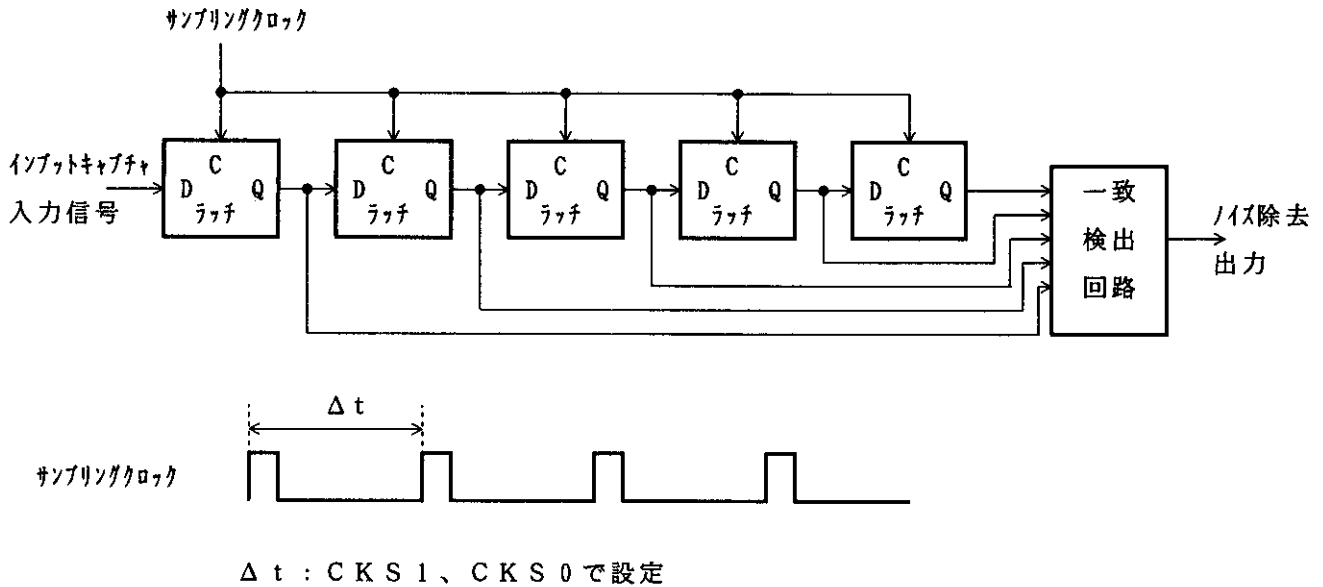 ｻﾝﾌﾟﾘﾝｸﾞｸﾛｯｸ
ｲﾝﾌﾟｯﾄｷｬﾌﾟﾁｬ
入力信号
C
D Q
ﾗｯﾁ
C
D Q
ﾗｯﾁ
C
D Q
ﾗｯﾁ
C
D Q
ﾗｯﾁ
C
D Q
ﾗｯﾁ
一致
検出
回路
ﾉｲｽﾞ除去
出力
Δt
ｻﾝﾌﾟﾘﾝｸﾞｸﾛｯｸ
Δt：CKS1、CKS0で設定